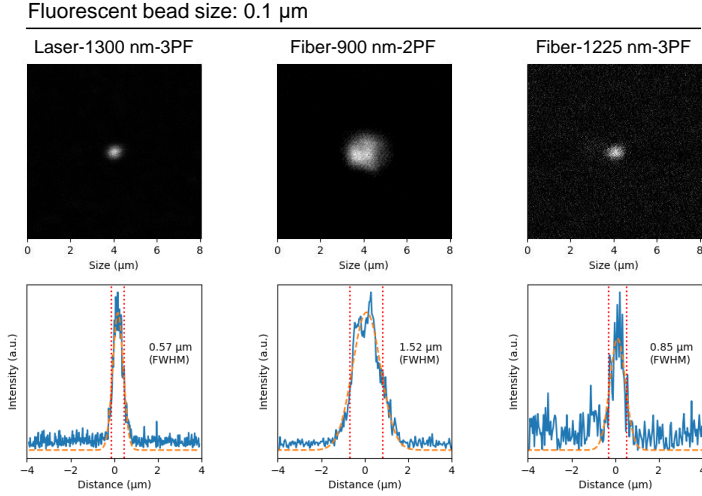 Fluorescent bead size: 0.1 µm
Laser-1300 nm-3PF
Fiber-900 nm-2PF
Fiber-1225 nm-3PF
0 2 4 6 8
Size (µm)
0 2 4 6 8
Size (µm)
0 2 4 6 8
Size (µm)
Intensity (a.u.)
0.57 µm
(FWHM)
−4 −2 0 2 4
Distance (µm)
Intensity (a.u.)
1.52 µm
(FWHM)
−4 −2 0 2 4
Distance (µm)
Intensity (a.u.)
0.85 µm
(FWHM)
−4 −2 0 2 4
Distance (µm)